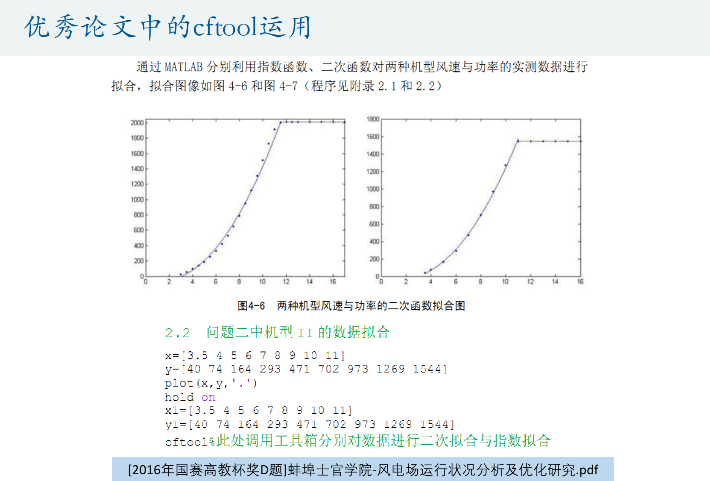 优秀论文中的cftool运用
通过 MATLAB 分别利用指数函数、二次函数对两种机型风速与功率的实测数据进行
拟合，拟合图像如图 4-6 和图 4-7（程序见附录 2.1 和 2.2）
2000
1800
1600
1400
1200
1000
800
600
400
200
0
0 2 4 6 8 10 12 14 16
1800
1600
1400
1200
1000
800
600
400
200
0
0 2 4 6 8 10 12 14 16
图4-6 两种机型风速与功率的二次函数拟合图
2.2 问题二中机型 II 的数据拟合
x=[3.5 4 5 6 7 8 9 10 11]
y=[40 74 164 293 471 702 973 1269 1544]
plot(x,y,'.')
hold on
x1=[3.5 4 5 6 7 8 9 10 11]
y1=[40 74 164 293 471 702 973 1269 1544]
cftool%此处调用工具箱分别对数据进行二次拟合与指数拟合
[2016年国赛高教杯奖D题]蚌埠士官学院-风电场运行状况分析及优化研究.pdf